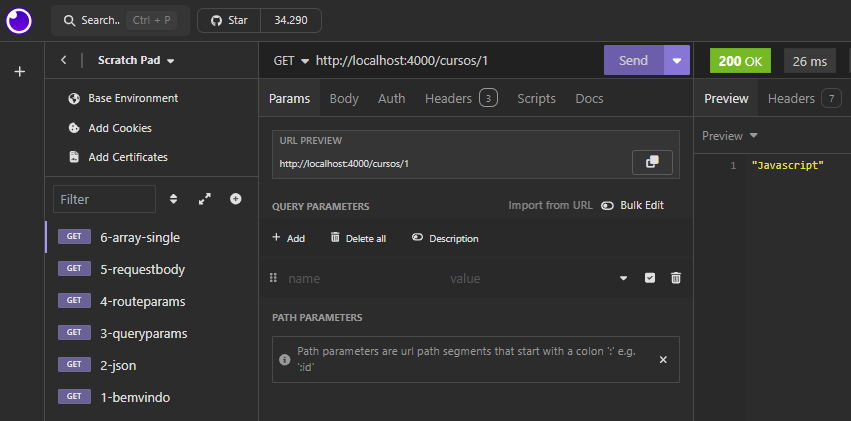 Search.. Ctrl + P Star 34.290
Scratch Pad
Base Environment
Add Cookies
Add Certificates
Filter
GET 6-array-single
GET 5-requestbody
GET 4-routeparams
GET 3-queryparams
GET 2-json
GET 1-bemvindo
GET http://localhost:4000/cursos/1 Send
Params Body Auth Headers 3 Scripts Docs
URL PREVIEW
http://localhost:4000/cursos/1
QUERY PARAMETERS Import from URL Bulk Edit
Add Delete all Description
name value
PATH PARAMETERS
Path parameters are url path segments that start with a colon ':' e.g.
':id'
200 OK 26 ms
Preview Headers 7
Preview
1 "Javascript"